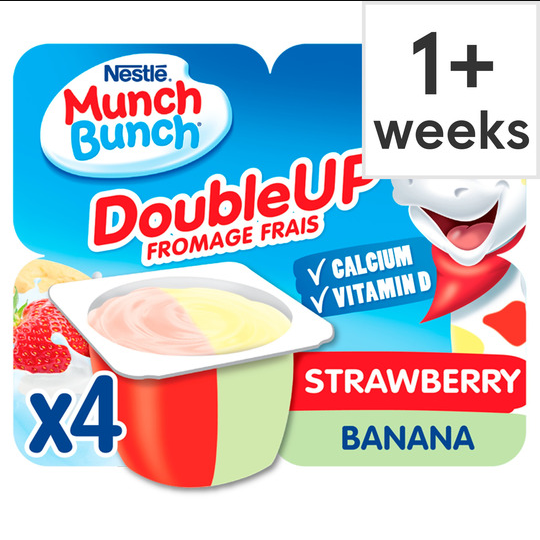 1+
weeks
Nestlé®
Munch
Bunch®
DoubleUP
FROMAGE FRAIS
✓ CALCIUM
✓ VITAMIN D
STRAWBERRY
BANANA
x4